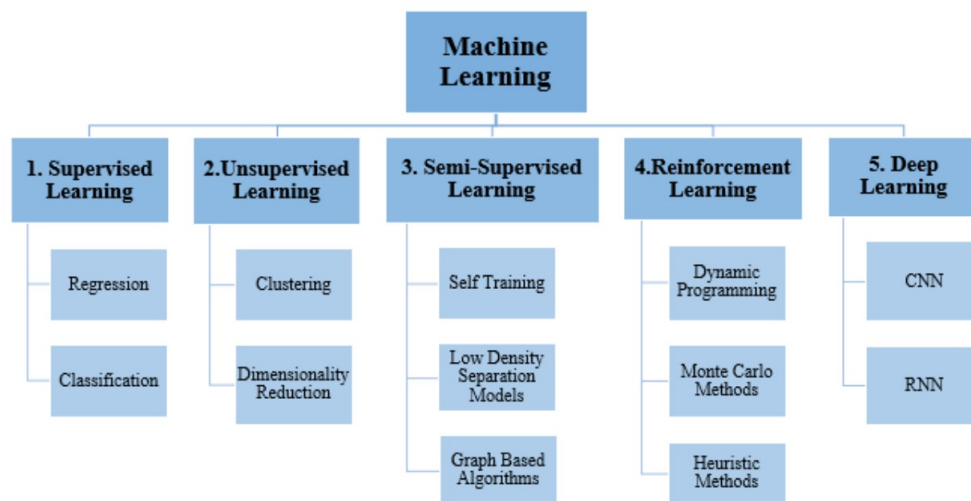 Machine
Learning
1. Supervised
Learning
2.Unsupervised
Learning
3. Semi-Supervised
Learning
4.Reinforcement
Learning
5. Deep
Learning
Regression
Classification
Clustering
Dimensionality
Reduction
Self Training
Low Density
Separation
Models
Graph Based
Algorithms
Dynamic
Programming
Monte Carlo
Methods
Heuristic
Methods
CNN
RNN